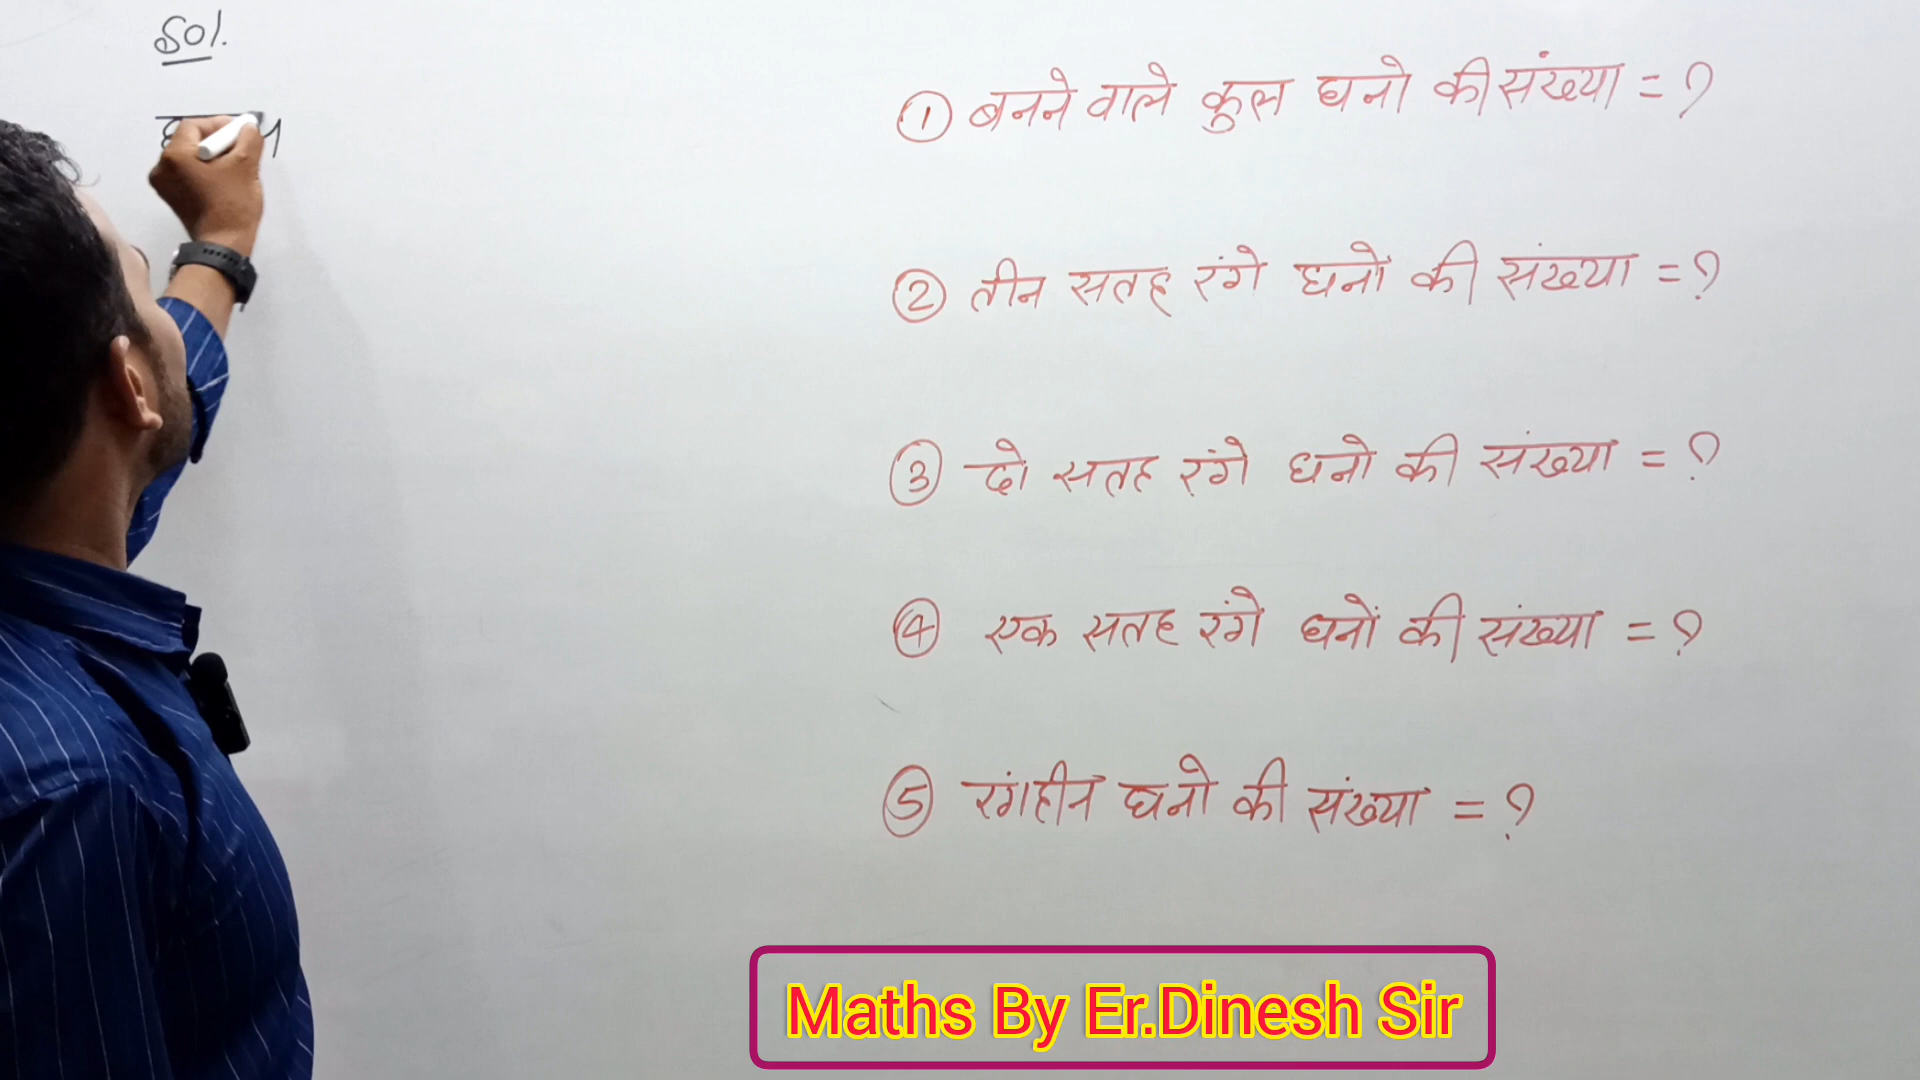 Sol.
① बनने वाले कुल घनो की संख्या = ?
② तीन सतह रंगे घनों की संख्या = ?
③ दो सतह रंगे घनो की संख्या = ?
④ एक सतह रंगे घनों की संख्या = ?
⑤ रंगहीन घनो की संख्या = ?
Maths By Er.Dinesh Sir